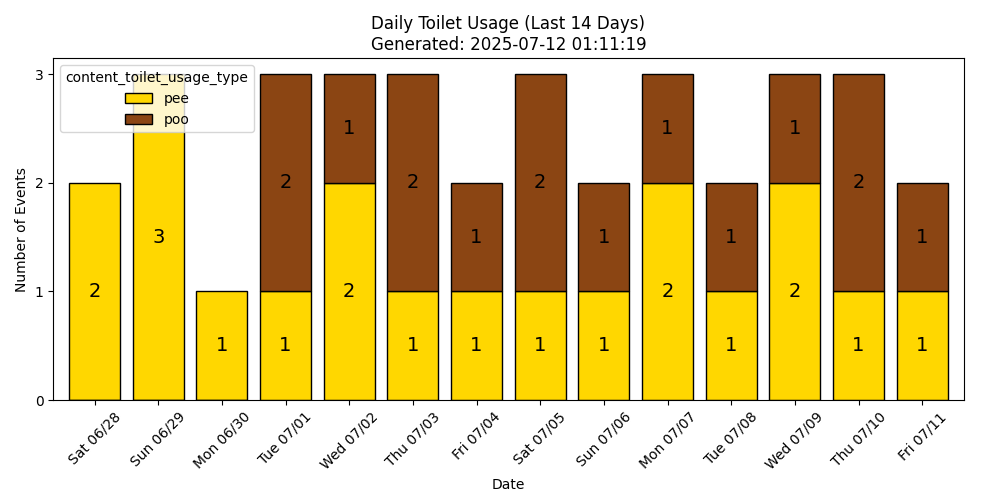 Daily Toilet Usage (Last 14 Days)
Generated: 2025-07-12 01:11:19
content_toilet_usage_type
pee
poo
Number of Events
3
2
1
0
2
3
1
1
2
2
1
1
2
1
1
2
1
1
1
2
1
1
1
2
1
1
2
1
1
Sat 06/28
Sun 06/29
Mon 06/30
Tue 07/01
Wed 07/02
Thu 07/03
Fri 07/04
Sat 07/05
Sun 07/06
Mon 07/07
Tue 07/08
Wed 07/09
Thu 07/10
Fri 07/11
Date